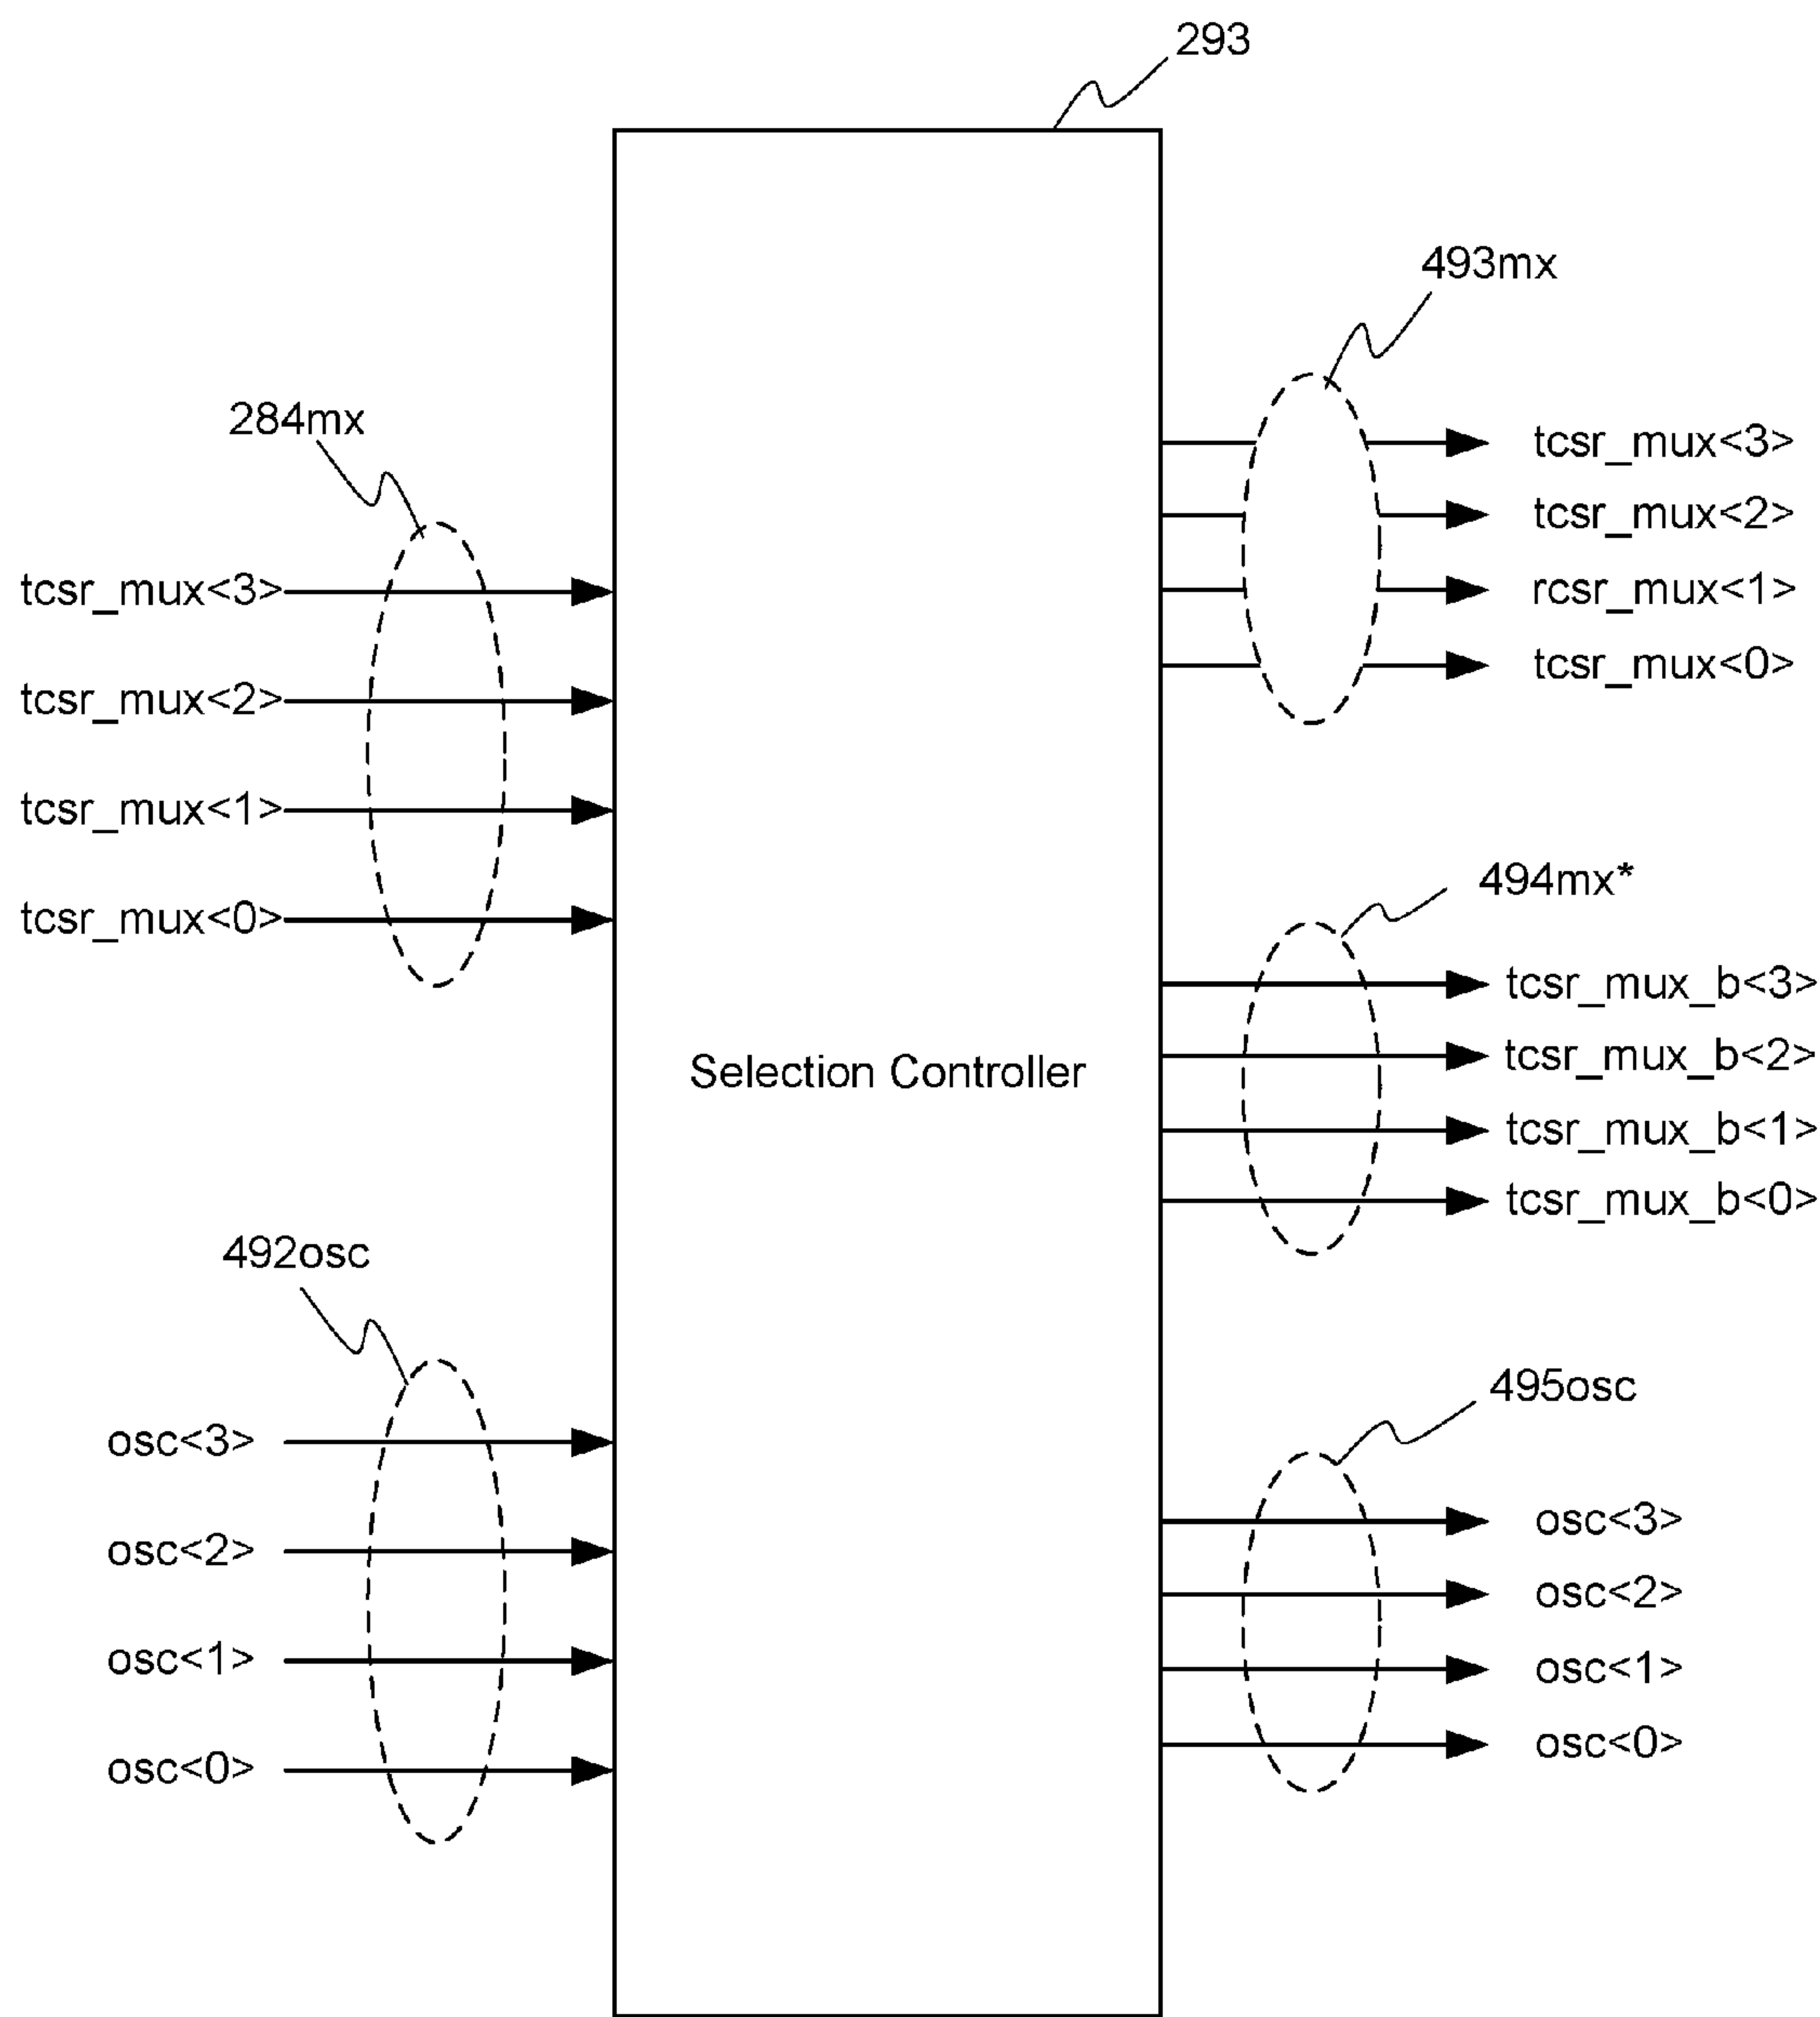 293
493mx
284mx
tcsr_mux<3>
tcsr_mux<2>
tcsr_mux<1>
tcsr_mux<0>
tcsr_mux<3>
tcsr_mux<2>
rcsr_mux<1>
tcsr_mux<0>
494mx*
tcsr_mux_b<3>
tcsr_mux_b<2>
tcsr_mux_b<1>
tcsr_mux_b<0>
Selection Controller
492osc
osc<3>
osc<2>
osc<1>
osc<0>
495osc
osc<3>
osc<2>
osc<1>
osc<0>